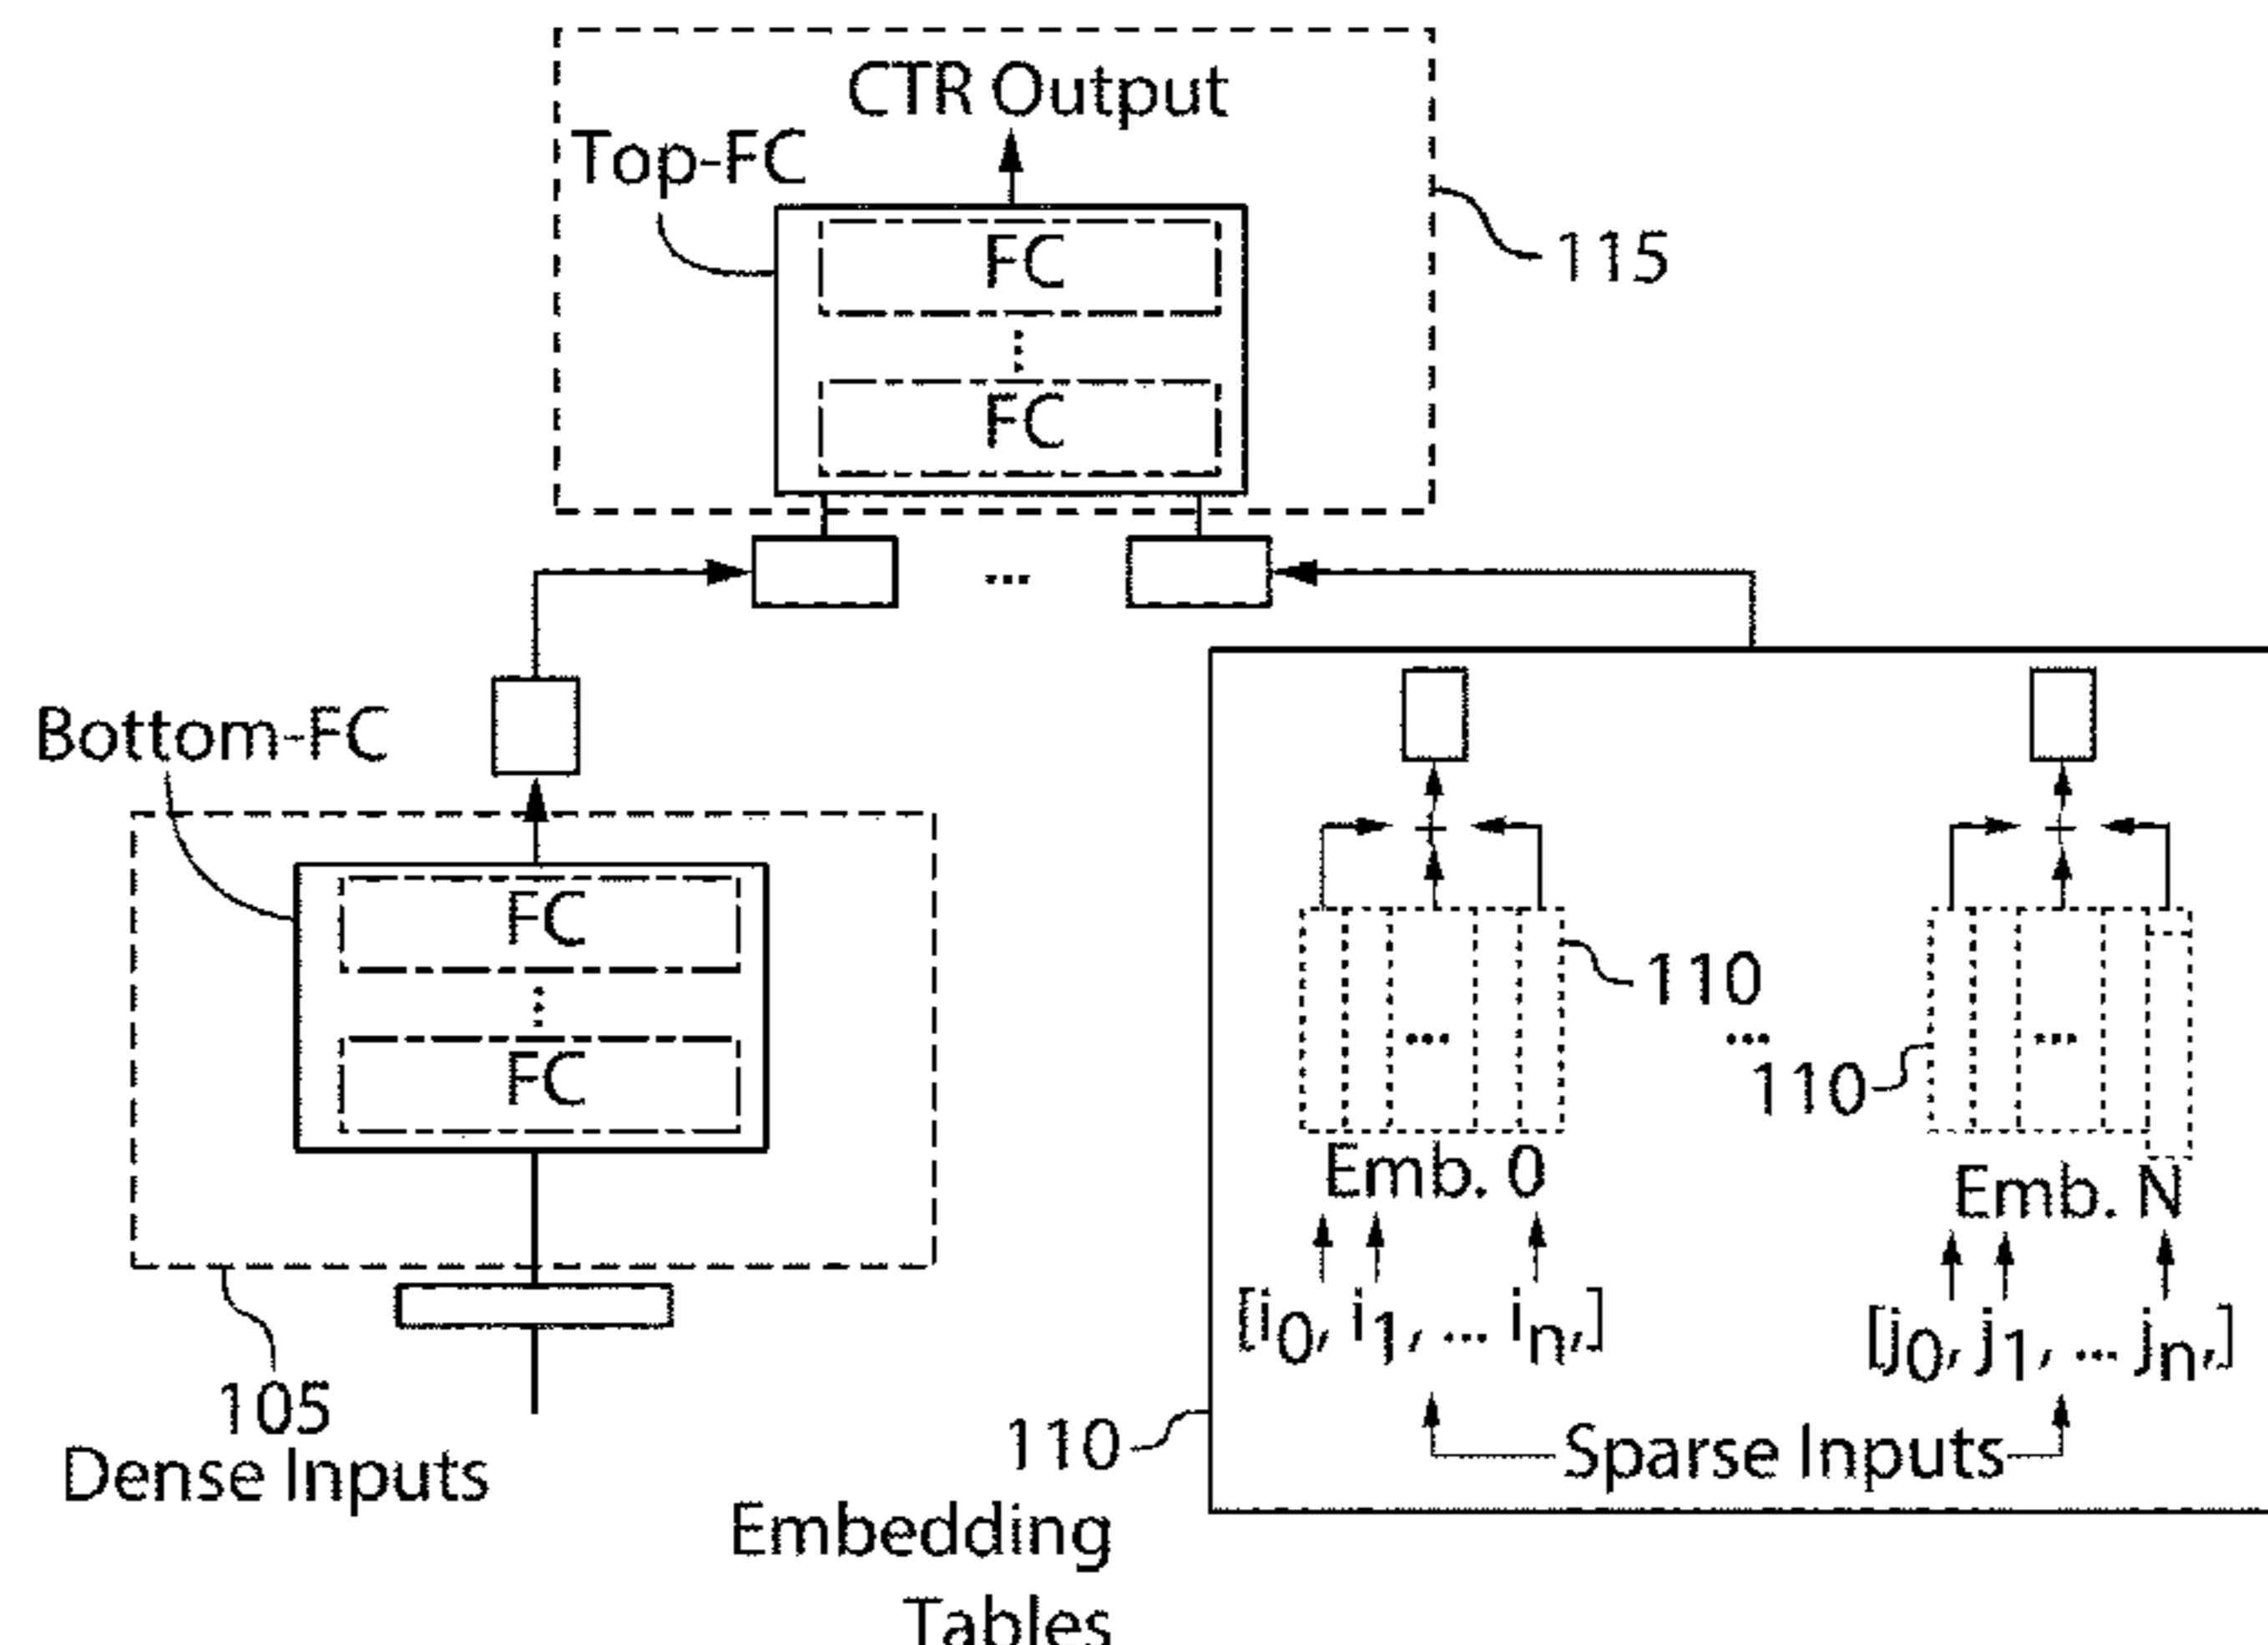 CTR Output
Top-FC
FC
⋮
FC
115
...
Bottom-FC
FC
⋮
FC
105
Dense Inputs
+
+
110
...
...
...
110
Emb. 0
Emb. N
[i0, i1, ... in,]
[j0, j1, ... jn,]
Sparse Inputs
110
Embedding
Tables